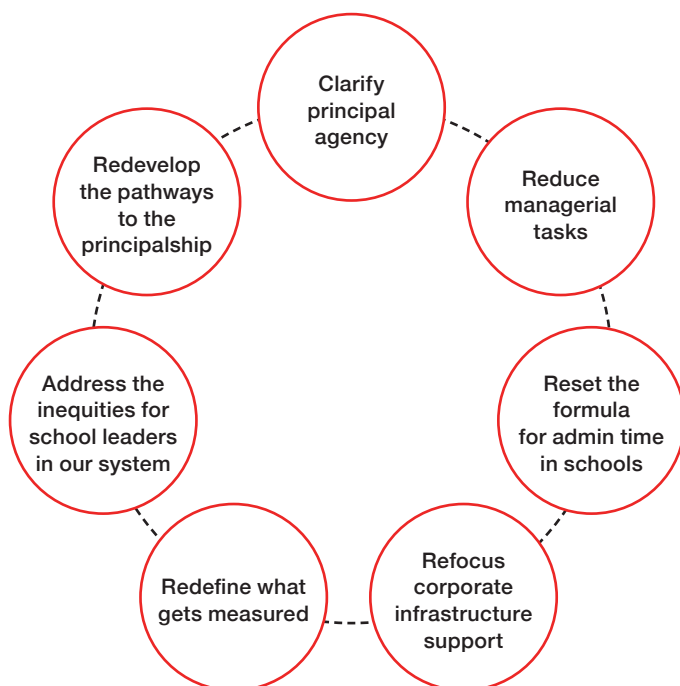 Clarify
principal
agency
Reduce
managerial
tasks
Reset the
formula
for admin time
in schools
Refocus
corporate
infrastructure
support
Redefine what
gets measured
Address the
inequities for
school leaders
in our system
Redevelop
the pathways
to the
principalship